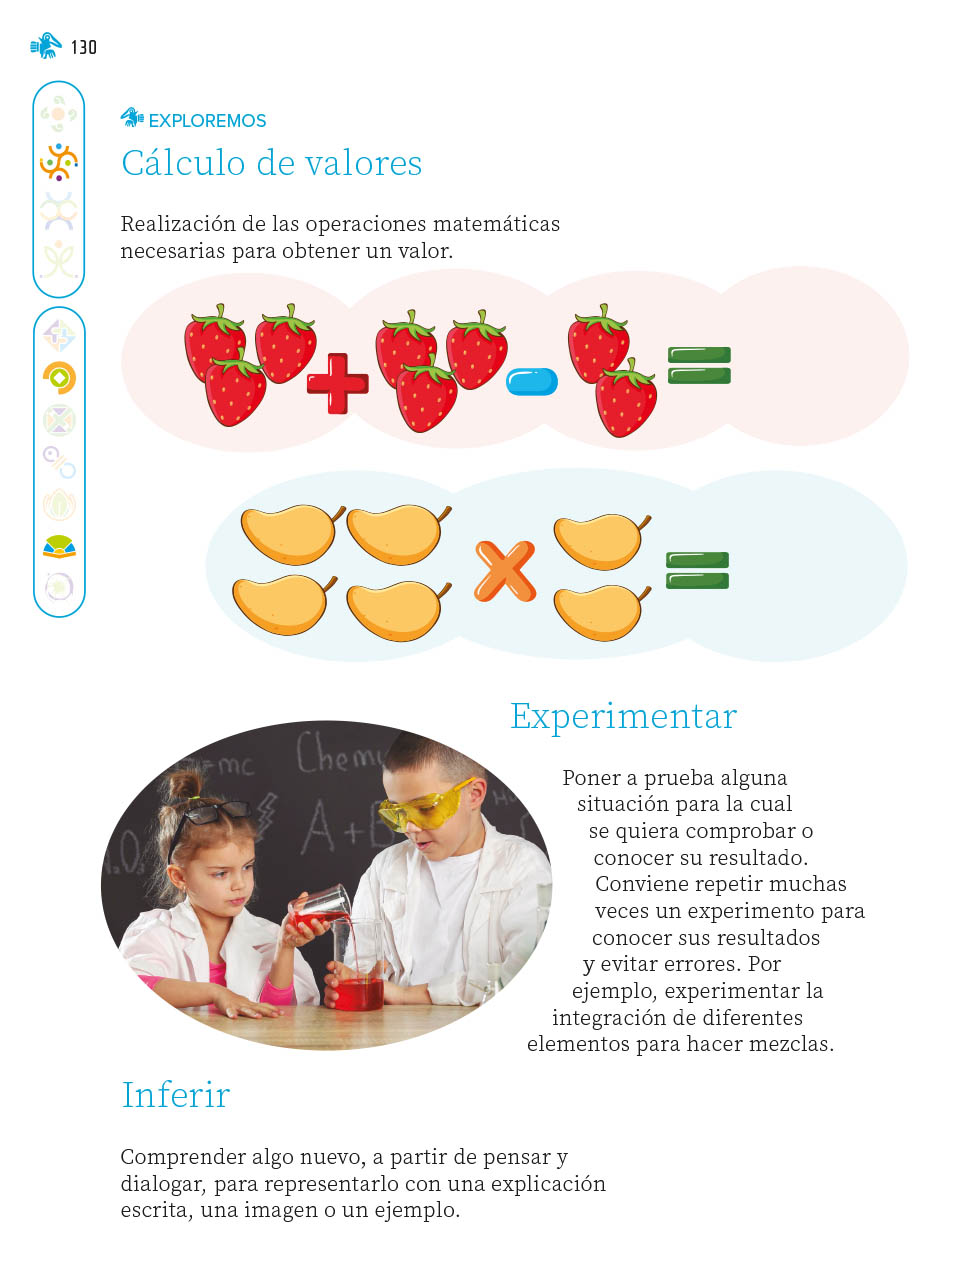 130
EXPLOREMOS
Cálculo de valores
Realización de las operaciones matemáticas
necesarias para obtener un valor.
Experimentar
Poner a prueba alguna
situación para la cual
se quiera comprobar o
conocer su resultado.
Conviene repetir muchas
veces un experimento para
conocer sus resultados
y evitar errores. Por
ejemplo, experimentar la
integración de diferentes
elementos para hacer mezclas.
Chem
A+B
Inferir
Comprender algo nuevo, a partir de pensar y
dialogar, para representarlo con una explicación
escrita, una imagen o un ejemplo.